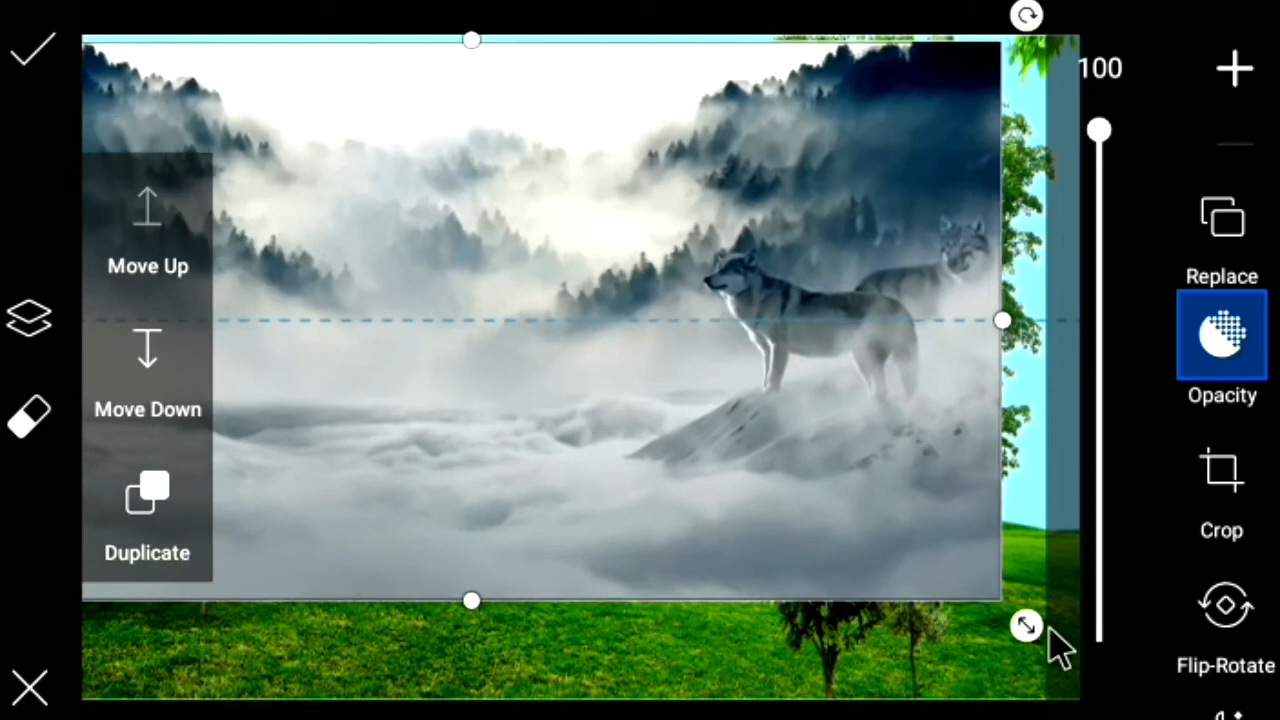 100
Move Up
Move Down
Duplicate
Replace
Opacity
Crop
Flip-Rotate